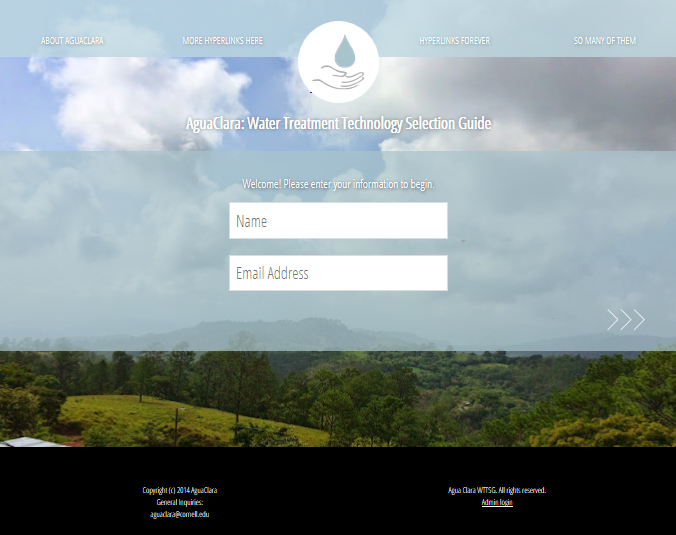 ABOUT AGUACLARA
MORE HYPERLINKS HERE
HYPERLINKS FOREVER
SO MANY OF THEM
AguaClara: Water Treatment Technology Selection Guide
Welcome! Please enter your information to begin.
Name
Email Address
Copyright (c) 2014 AguaClara
General Inquiries:
aguaclara@cornell.edu
Agua Clara WTTSG. All rights reserved.
Admin login